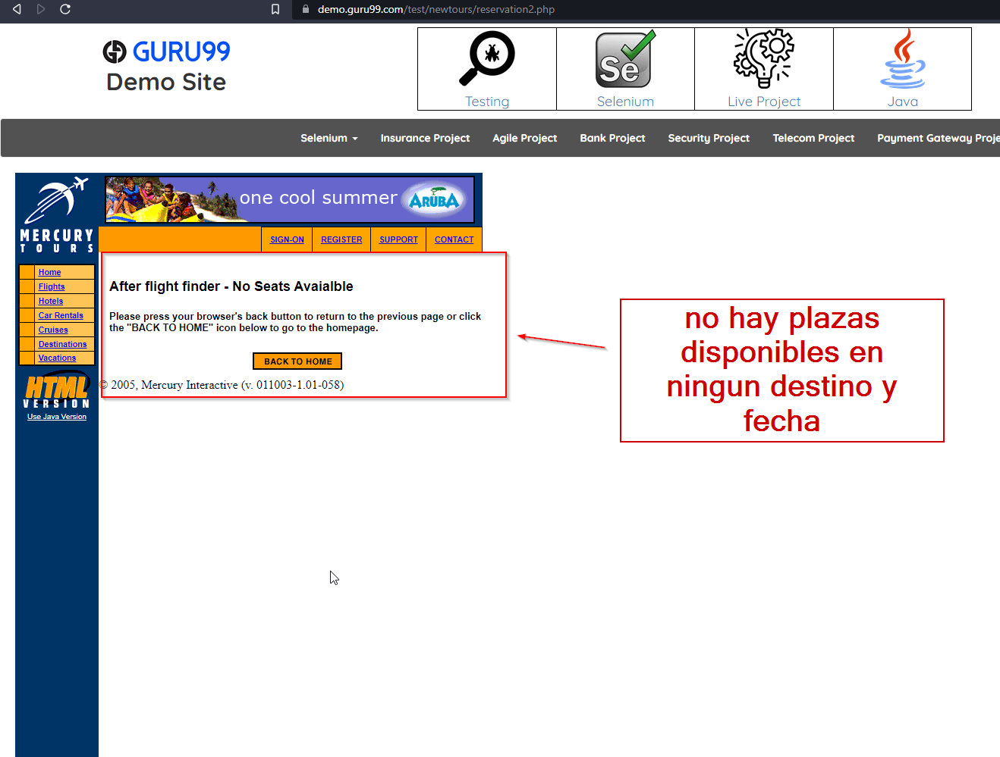 demo.guru99.com/test/newtours/reservation2.php
GURU99
Demo Site
Testing
Se
Selenium
Live Project
Java
Selenium
Insurance Project
Agile Project
Bank Project
Security Project
Telecom Project
Payment Gateway Proje
MERCURY
TOURS
one cool summer
ARUBA
SIGN-ON
REGISTER
SUPPORT
CONTACT
Home
Flights
Hotels
Car Rentals
Cruises
Destinations
Vacations
HTML
VERSION
Use Java Version
After flight finder - No Seats Avaialble
Please press your browser's back button to return to the previous page or click
the "BACK TO HOME" icon below to go to the homepage.
BACK TO HOME
© 2005, Mercury Interactive (v. 011003-1.01-058)
no hay plazas
disponibles en
ningun destino y
fecha